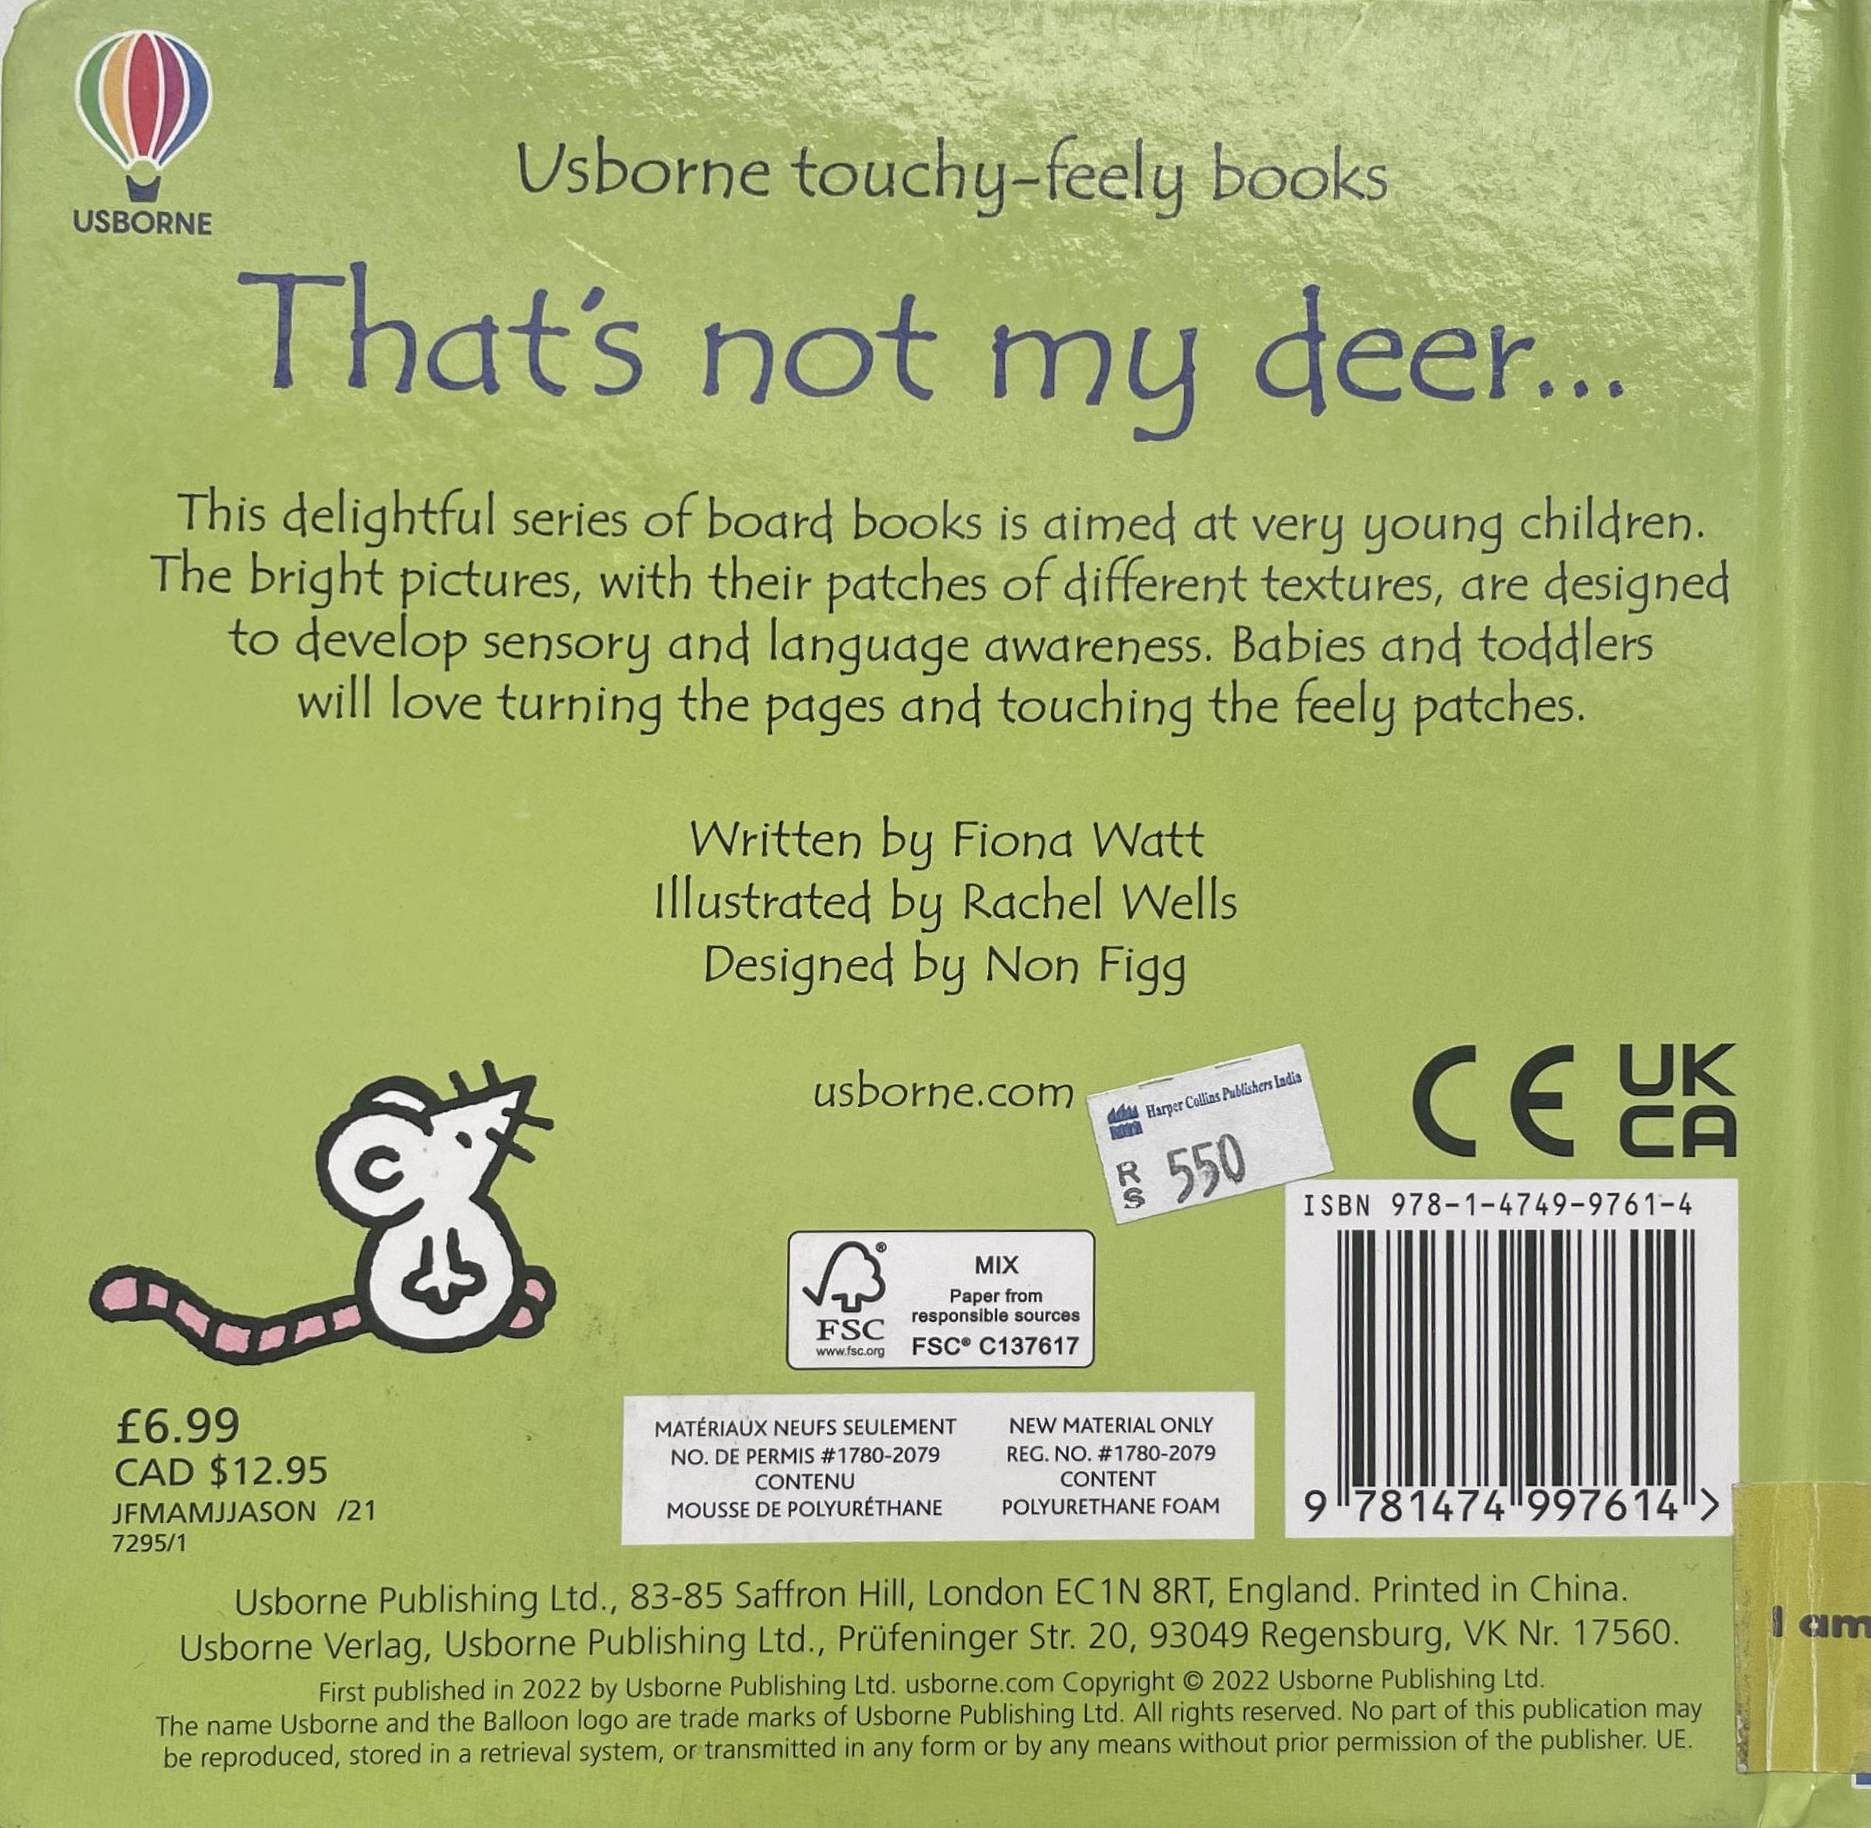 USBORNE
Usborne touchy-feely books
That's not my deer...
This delightful series of board books is aimed at very young children.
The bright pictures, with their patches of different textures, are designed
to develop sensory and language awareness. Babies and toddlers
will love turning the pages and touching the feely patches.
Written by Fiona Watt
Illustrated by Rachel Wells
Designed by Non Figg
usborne.com
Harper Collins Publishers India
RS 550
CE UK
CA
ISBN 978-1-4749-9761-4
9 781474 997614 >
FSC
www.fsc.org
MIX
Paper from
responsible sources
FSC® C137617
£6.99
CAD $12.95
JFMAMJJASON /21
7295/1
MATÉRIAUX NEUFS SEULEMENT
NO. DE PERMIS #1780-2079
CONTENU
MOUSSE DE POLYURÉTHANE
NEW MATERIAL ONLY
REG. NO. #1780-2079
CONTENT
POLYURETHANE FOAM
Usborne Publishing Ltd., 83-85 Saffron Hill, London EC1N 8RT, England. Printed in China.
Usborne Verlag, Usborne Publishing Ltd., Prüfeninger Str. 20, 93049 Regensburg, VK Nr. 17560.
First published in 2022 by Usborne Publishing Ltd. usborne.com Copyright © 2022 Usborne Publishing Ltd.
The name Usborne and the Balloon logo are trade marks of Usborne Publishing Ltd. All rights reserved. No part of this publication may
be reproduced, stored in a retrieval system, or transmitted in any form or by any means without prior permission of the publisher. UE.
I am